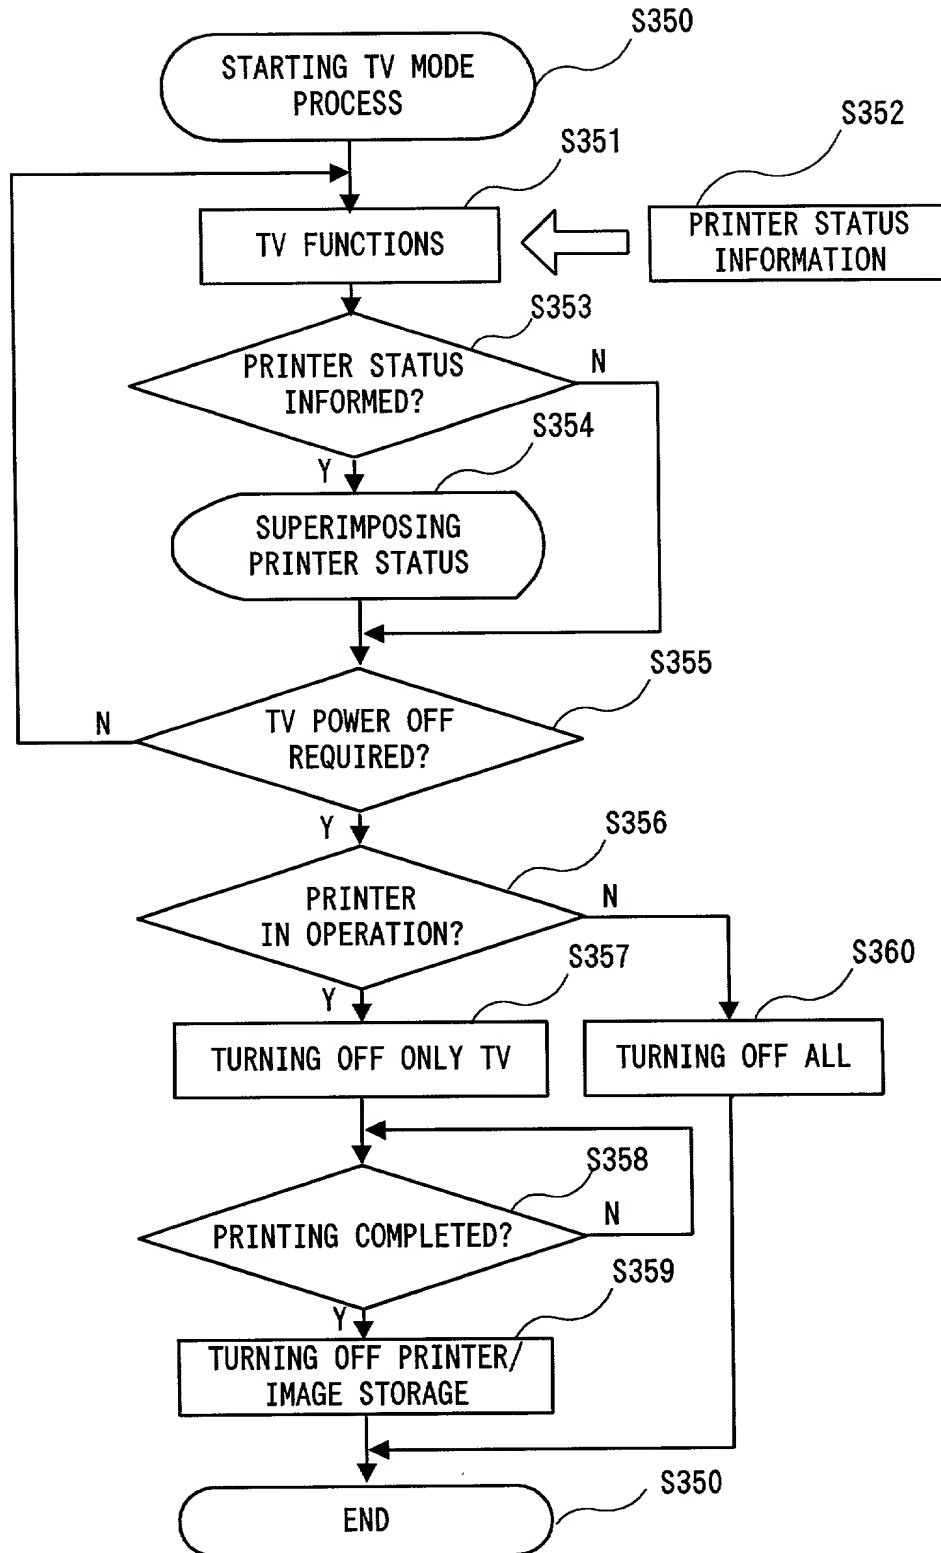 S350
STARTING TV MODE
PROCESS
S352
S351
TV FUNCTIONS
PRINTER STATUS
INFORMATION
S353
PRINTER STATUS
INFORMED?
N
S354
Y
SUPERIMPOSING
PRINTER STATUS
S355
N
TV POWER OFF
REQUIRED?
Y
S356
PRINTER
IN OPERATION?
N
S357
S360
Y
TURNING OFF ONLY TV
TURNING OFF ALL
S358
N
PRINTING COMPLETED?
S359
Y
TURNING OFF PRINTER/
IMAGE STORAGE
S350
END